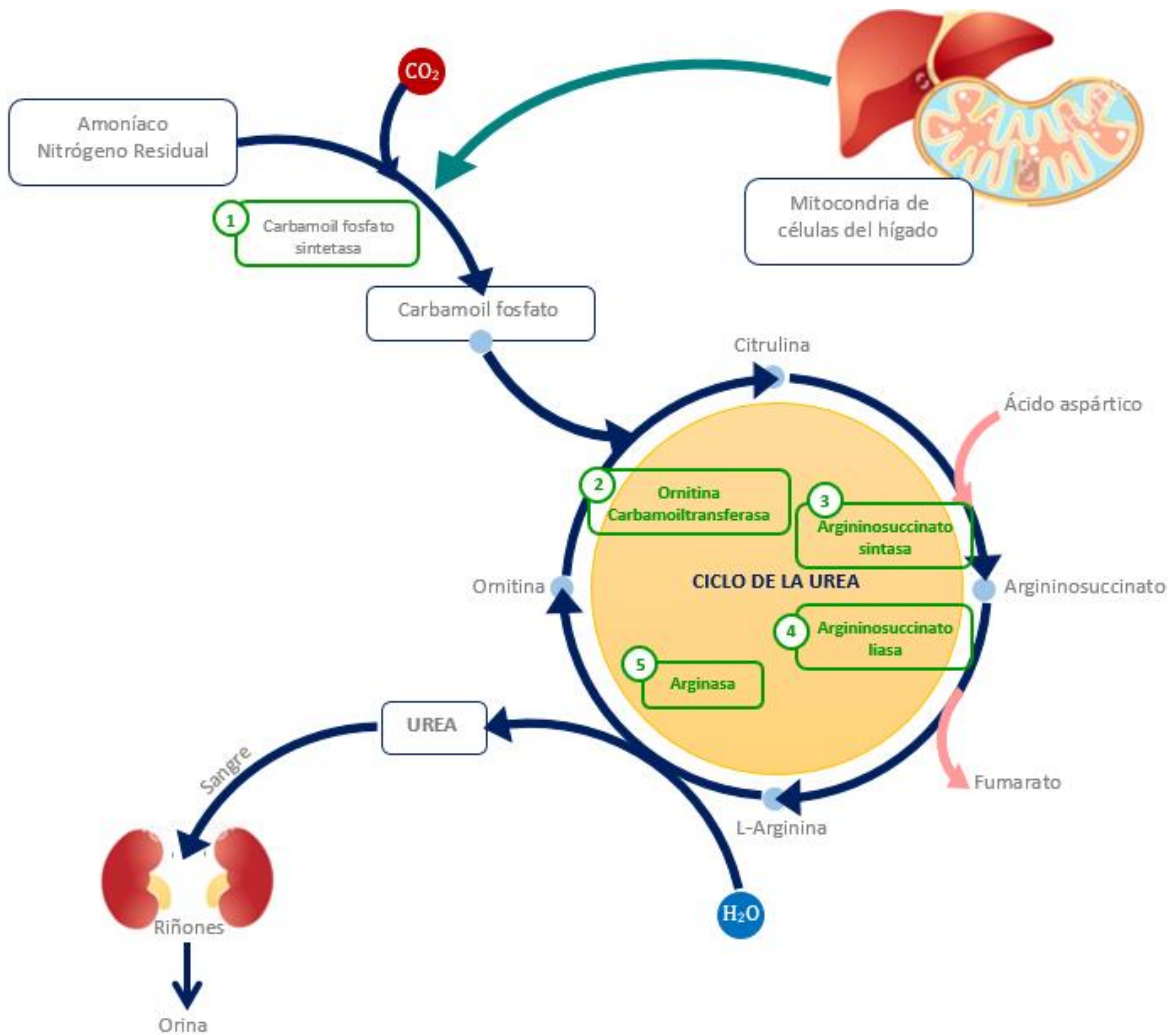 CO₂
Amoníaco
Nitrógeno Residual
1
Carbamoil fosfato
sintetasa
Mitocondria de
células del hígado
Carbamoil fosfato
Citrulina
Ácido aspártico
2
Ornitina
Carbamoiltransferasa
3
Argininosuccinato
sintasa
Ornitina
CICLO DE LA UREA
Argininosuccinato
4
Argininosuccinato
liasa
5
Arginasa
UREA
Sangre
Fumarato
L-Arginina
H₂O
Riñones
Orina